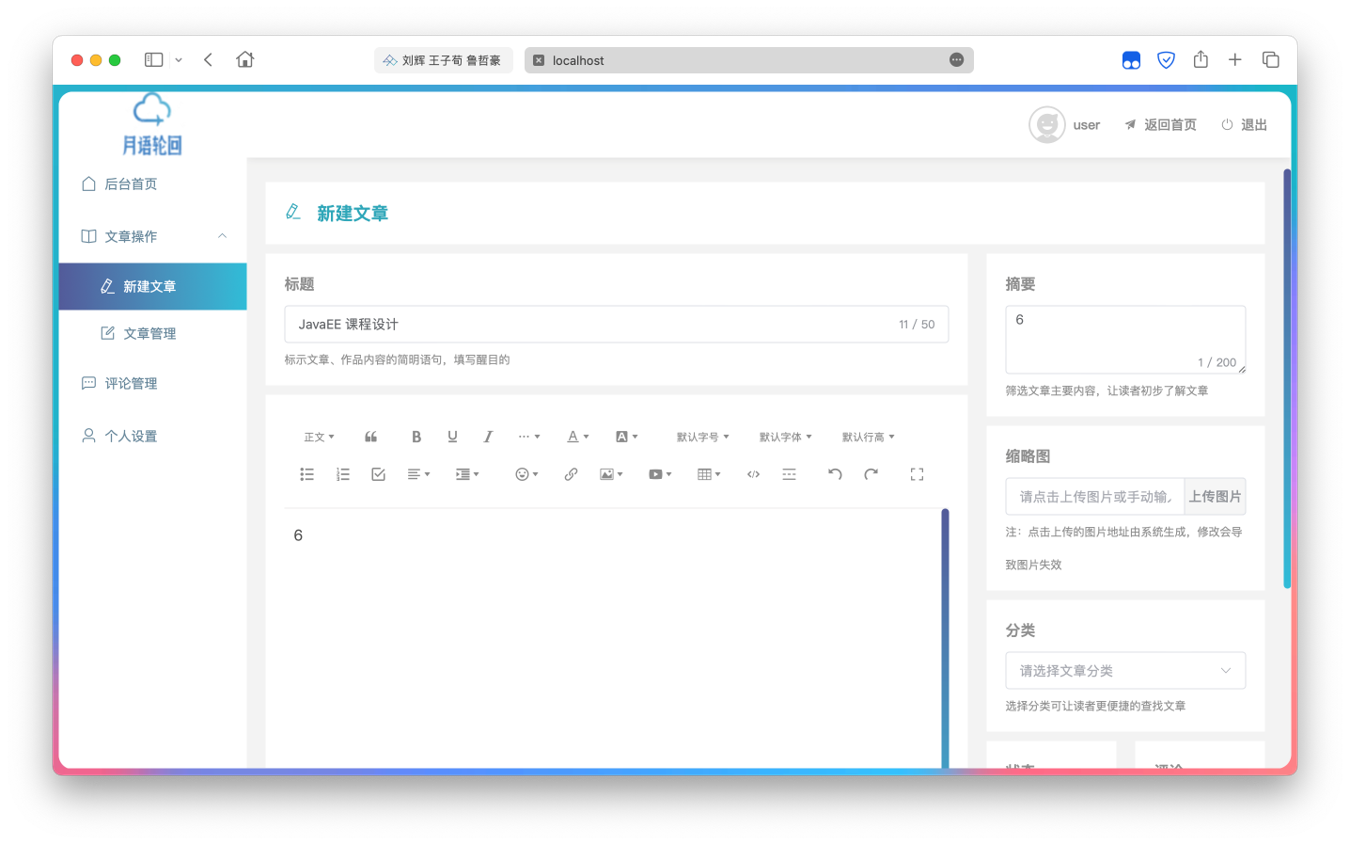 刘辉 王子荀 鲁哲豪
localhost
月语轮回
user
返回首页
退出
后台首页
文章操作
新建文章
文章管理
评论管理
个人设置
新建文章
标题
JavaEE 课程设计
11 / 50
标示文章、作品内容的简明语句，填写醒目的
正文
B U I
A
A
默认字号
默认字体
默认行高
6
摘要
6
1 / 200
筛选文章主要内容，让读者初步了解文章
缩略图
请点击上传图片或手动输
上传图片
注：点击上传的图片地址由系统生成，修改会导
致图片失效
分类
请选择文章分类
选择分类可让读者更便捷的查找文章
状态
评论